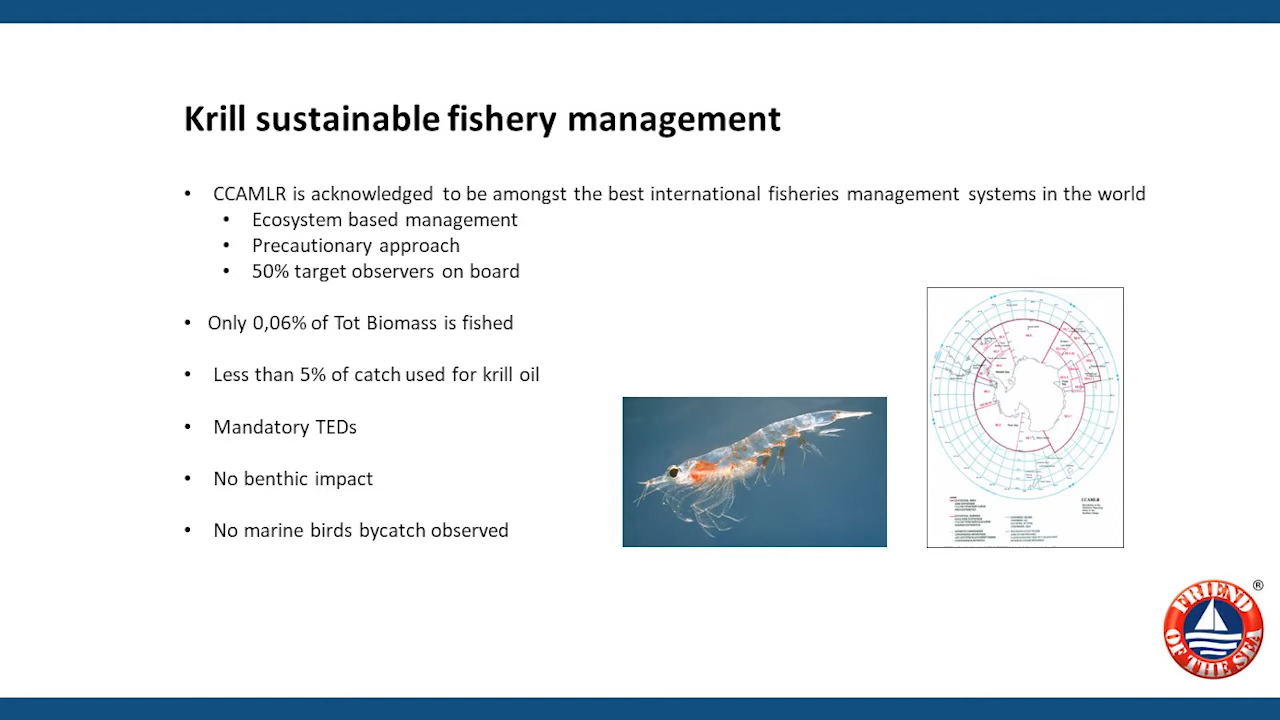 Krill sustainable fishery management
• CCAMLR is acknowledged to be amongst the best international fisheries management systems in the world
• Ecosystem based management
• Precautionary approach
• 50% target observers on board
• Only 0,06% of Tot Biomass is fished
• Less than 5% of catch used for krill oil
• Mandatory TEDs
• No benthic impact
• No marine birds bycatch observed
CCAMLR
FRIEND
OF THE SEA
®